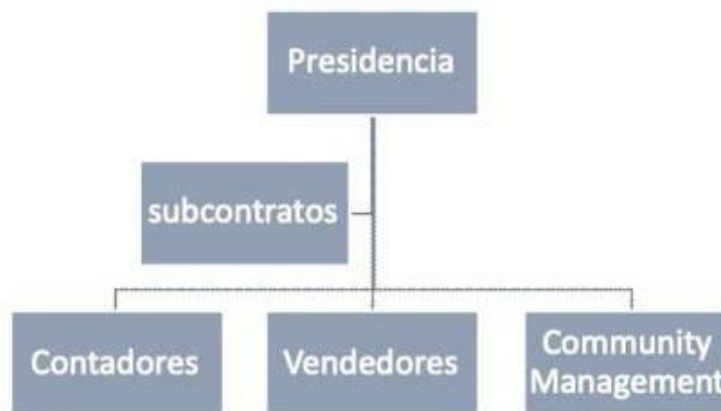 Presidencia
subcontratos
Contadores
Vendedores
Community
Management